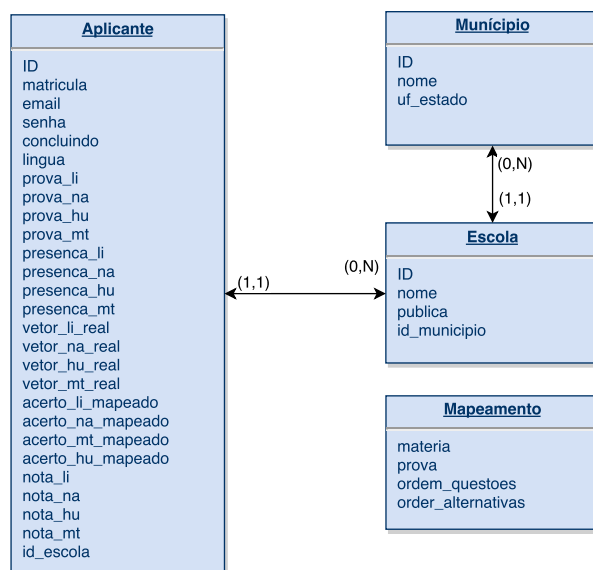 Aplicante
ID
matricula
email
senha
concluindo
lingua
prova_li
prova_na
prova_hu
prova_mt
presenca_li
presenca_na
presenca_hu
presenca_mt
vetor_li_real
vetor_na_real
vetor_hu_real
vetor_mt_real
acerto_li_mapeado
acerto_na_mapeado
acerto_mt_mapeado
acerto_hu_mapeado
nota_li
nota_na
nota_hu
nota_mt
id_escola
(1,1)
(0,N)
Munícipio
ID
nome
uf_estado
(0,N)
(1,1)
Escola
ID
nome
publica
id_municipio
Mapeamento
materia
prova
ordem_questoes
order_alternativas